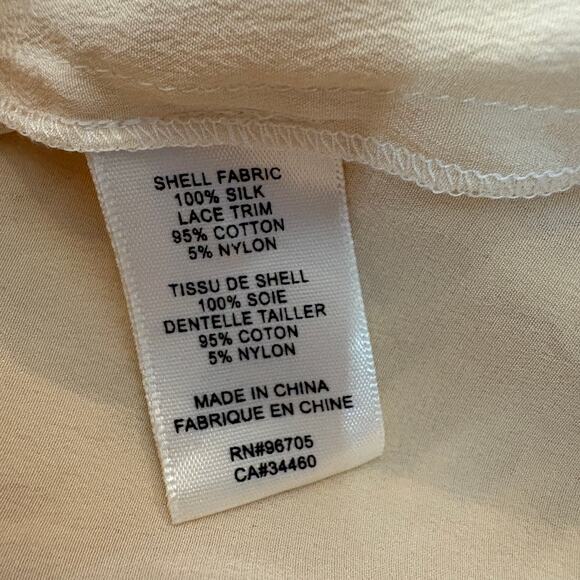 SHELL FABRIC
100% SILK
LACE TRIM
95% COTTON
5% NYLON
TISSU DE SHELL
100% SOIE
DENTELLE TAILLER
95% COTON
5% NYLON
MADE IN CHINA
FABRIQUE EN CHINE
RN#96705
CA#34460